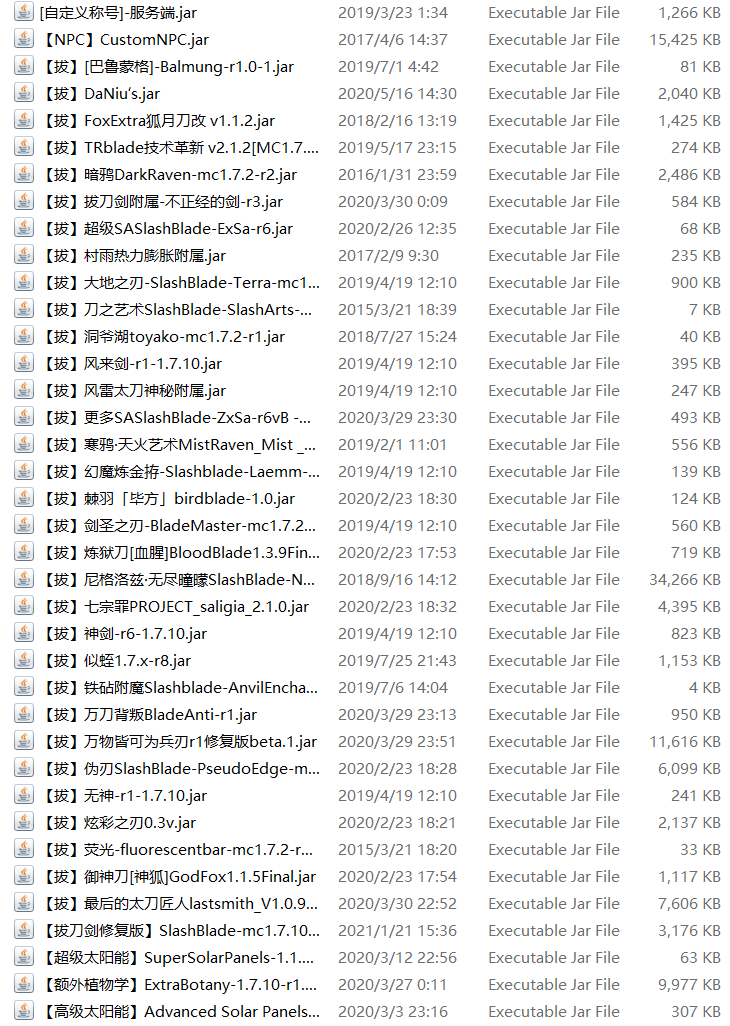 [自定义称号]-服务端.jar 2019/3/23 1:34 Executable Jar File 1,266 KB
【NPC】CustomNPC.jar 2017/4/6 14:37 Executable Jar File 15,425 KB
【拔】[巴鲁蒙格]-Balmung-r1.0-1.jar 2019/7/1 4:42 Executable Jar File 81 KB
【拔】DaNiu's.jar 2020/5/16 14:30 Executable Jar File 2,040 KB
【拔】FoxExtra狐月刀改 v1.1.2.jar 2018/2/16 13:19 Executable Jar File 1,425 KB
【拔】TRblade技术革新 v2.1.2[MC1.7.... 2019/5/17 23:15 Executable Jar File 274 KB
【拔】暗鸦DarkRaven-mc1.7.2-r2.jar 2016/1/31 23:59 Executable Jar File 2,486 KB
【拔】拔刀剑附属-不正经的剑-r3.jar 2020/3/30 0:09 Executable Jar File 584 KB
【拔】超级SASlashBlade-ExSa-r6.jar 2020/2/26 12:35 Executable Jar File 68 KB
【拔】村雨热力膨胀附属.jar 2017/2/9 9:30 Executable Jar File 235 KB
【拔】大地之刃-SlashBlade-Terra-mc1... 2019/4/19 12:10 Executable Jar File 900 KB
【拔】刀之艺术SlashBlade-SlashArts-... 2015/3/21 18:39 Executable Jar File 7 KB
【拔】洞爷湖toyako-mc1.7.2-r1.jar 2018/7/27 15:24 Executable Jar File 40 KB
【拔】风来剑-r1-1.7.10.jar 2019/4/19 12:10 Executable Jar File 395 KB
【拔】风雷太刀神秘附属.jar 2019/4/19 12:10 Executable Jar File 247 KB
【拔】更多SASlashBlade-ZxSa-r6vB -... 2020/3/29 23:30 Executable Jar File 493 KB
【拔】寒鸦·天火艺术MistRaven_Mist _... 2019/2/1 11:01 Executable Jar File 556 KB
【拔】幻魔炼金拵-Slashblade-Laemm-... 2019/4/19 12:10 Executable Jar File 139 KB
【拔】棘羽「毕方」birdblade-1.0.jar 2020/2/23 18:30 Executable Jar File 124 KB
【拔】剑圣之刃-BladeMaster-mc1.7.2... 2019/4/19 12:10 Executable Jar File 560 KB
【拔】炼狱刀[血腥]BloodBlade1.3.9Fin... 2020/2/23 17:53 Executable Jar File 719 KB
【拔】尼格洛兹·无尽曈曚SlashBlade-N... 2018/9/16 14:12 Executable Jar File 34,266 KB
【拔】七宗罪PROJECT_saligia_2.1.0.jar 2020/2/23 18:32 Executable Jar File 4,395 KB
【拔】神剑-r6-1.7.10.jar 2019/4/19 12:10 Executable Jar File 823 KB
【拔】似蛭1.7.x-r8.jar 2019/7/25 21:43 Executable Jar File 1,153 KB
【拔】铁砧附魔Slashblade-AnvilEncha... 2019/7/6 14:04 Executable Jar File 4 KB
【拔】万刀背叛BladeAnti-r1.jar 2020/3/29 23:13 Executable Jar File 950 KB
【拔】万物皆可为兵刃r1修复版beta.1.jar 2020/3/29 23:51 Executable Jar File 11,616 KB
【拔】伪刃SlashBlade-PseudoEdge-m... 2020/2/23 18:28 Executable Jar File 6,099 KB
【拔】无神-r1-1.7.10.jar 2019/4/19 12:10 Executable Jar File 241 KB
【拔】炫彩之刃0.3v.jar 2020/2/23 18:21 Executable Jar File 2,137 KB
【拔】荧光-fluorescentbar-mc1.7.2-r... 2015/3/21 18:20 Executable Jar File 33 KB
【拔】御神刀[神狐]GodFox1.1.5Final.jar 2020/2/23 17:54 Executable Jar File 1,117 KB
【拔】最后的太刀匠人lastsmith_V1.0.9... 2020/3/30 22:52 Executable Jar File 7,606 KB
【拔刀剑修复版】SlashBlade-mc1.7.10... 2021/1/21 15:36 Executable Jar File 3,176 KB
【超级太阳能】SuperSolarPanels-1.1.... 2020/3/12 22:56 Executable Jar File 63 KB
【额外植物学】ExtraBotany-1.7.10-r1.... 2020/3/27 0:11 Executable Jar File 9,977 KB
【高级太阳能】Advanced Solar Panels... 2020/3/3 23:16 Executable Jar File 307 KB